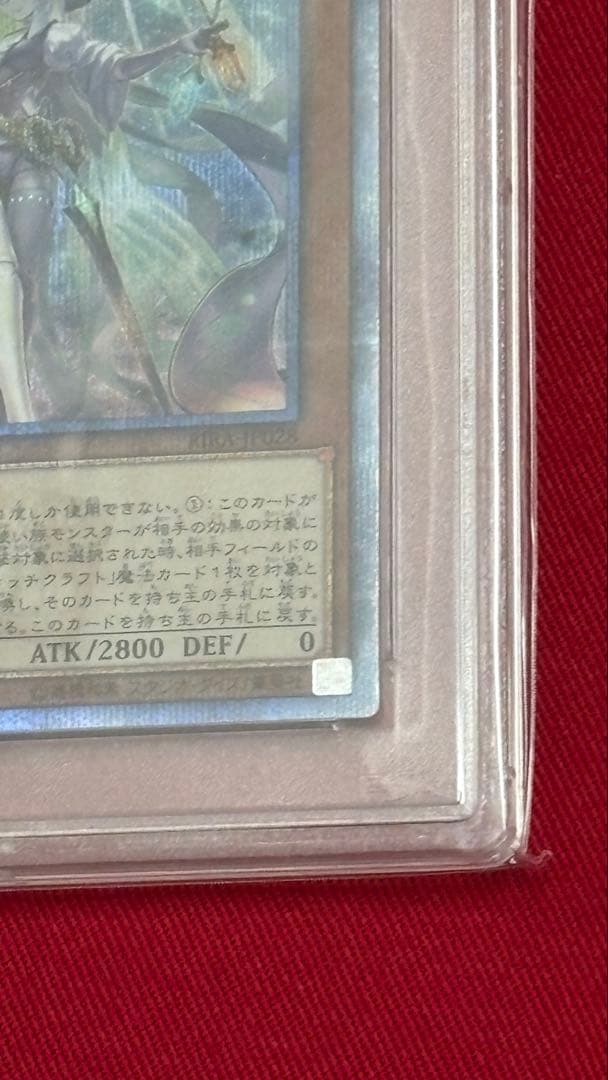 RIRA-JP028
度しか使用できない。①:このカードが
い族モンスターが相手の効果の対象に
対象に選択された時、相手フィールドの
ッチクラフト」魔法カード1枚を対象と
し、そのカードを持ち主の手札に戻す。
る。このカードを持ち主の手札に戻す。
ATK/2800 DEF/ 0